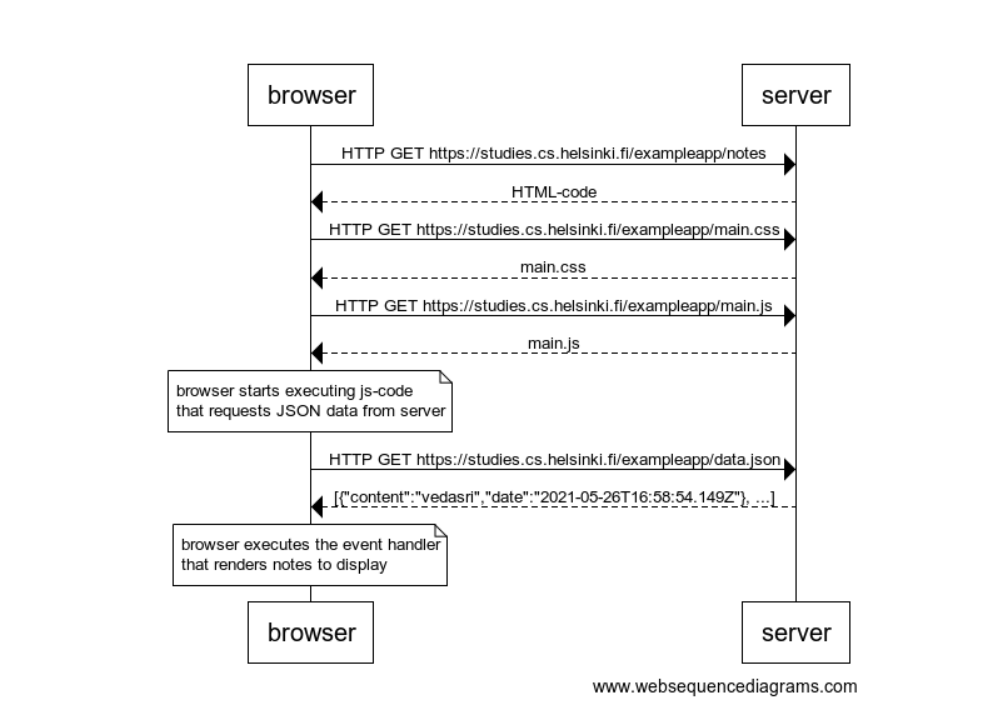 browser
server
HTTP GET https://studies.cs.helsinki.fi/exampleapp/notes
HTML-code
HTTP GET https://studies.cs.helsinki.fi/exampleapp/main.css
main.css
HTTP GET https://studies.cs.helsinki.fi/exampleapp/main.js
main.js
browser starts executing js-code
that requests JSON data from server
HTTP GET https://studies.cs.helsinki.fi/exampleapp/data.json
[{"content":"vedasri","date":"2021-05-26T16:58:54.149Z"}, ...]
browser executes the event handler
that renders notes to display
browser
server
www.websequencediagrams.com